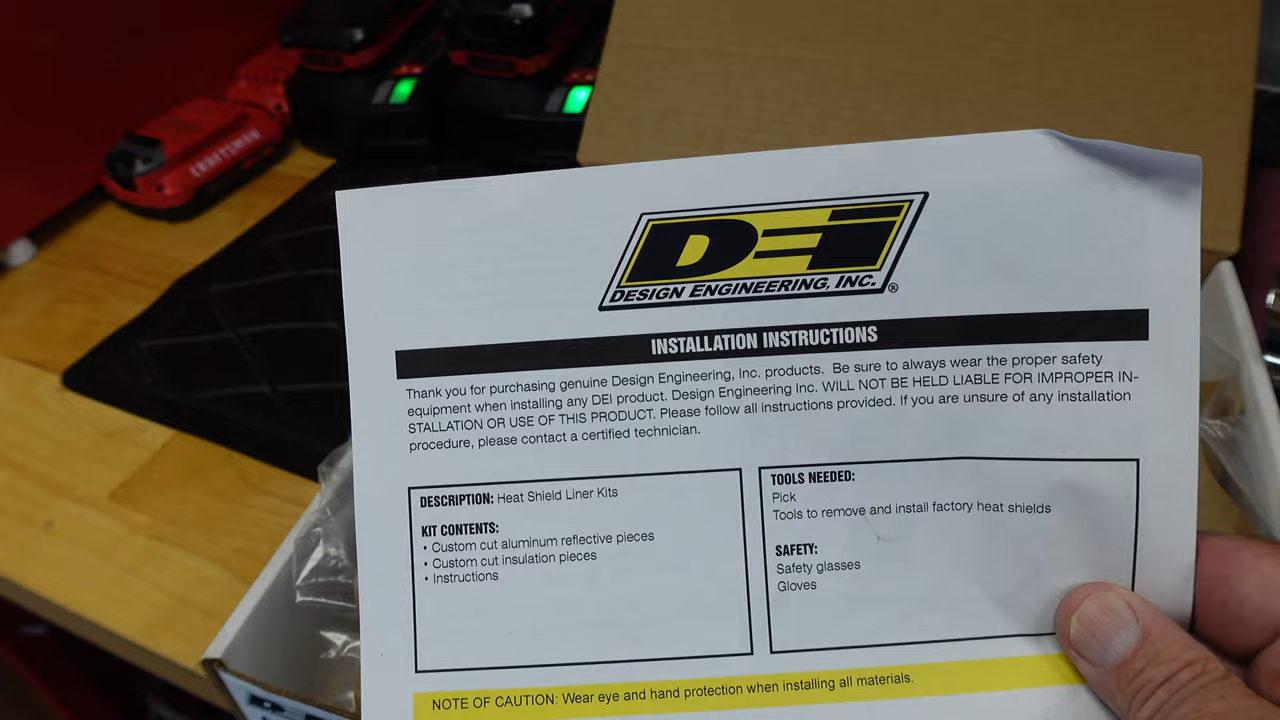 CRAFTSMAN
DEi
DESIGN ENGINEERING, INC.®
INSTALLATION INSTRUCTIONS
Thank you for purchasing genuine Design Engineering, Inc. products. Be sure to always wear the proper safety
equipment when installing any DEI product. Design Engineering Inc. WILL NOT BE HELD LIABLE FOR IMPROPER IN-
STALLATION OR USE OF THIS PRODUCT. Please follow all instructions provided. If you are unsure of any installation
procedure, please contact a certified technician.
DESCRIPTION: Heat Shield Liner Kits
KIT CONTENTS:
• Custom cut aluminum reflective pieces
• Custom cut insulation pieces
• Instructions
TOOLS NEEDED:
Pick
Tools to remove and install factory heat shields
SAFETY:
Safety glasses
Gloves
NOTE OF CAUTION: Wear eye and hand protection when installing all materials.